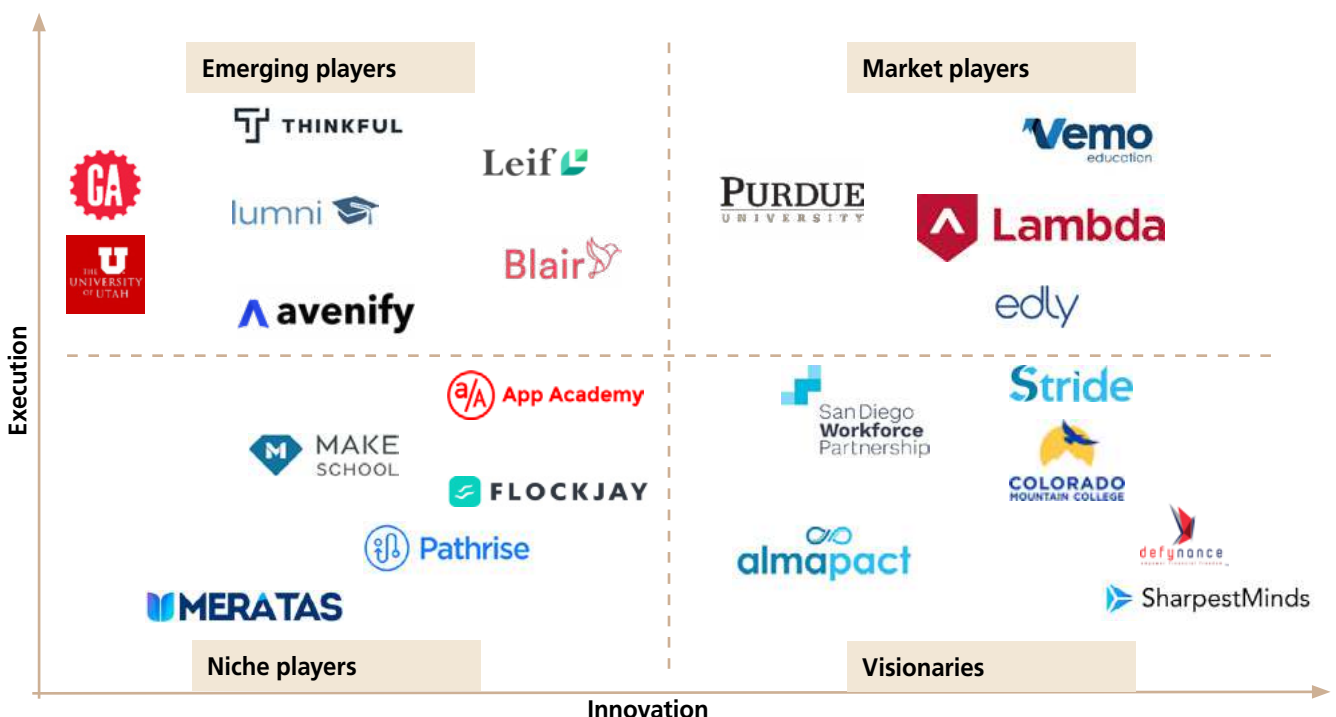 Emerging players
Market players
THINKFUL
Vemo
education
GA
Leif
PURDUE
UNIVERSITY
lumni
Lambda
THE
U
UNIVERSITY
OF UTAH
Blair
avenify
edly
Execution
a/A App Academy
Stride
San Diego
Workforce
Partnership
M MAKE
SCHOOL
COLORADO
MOUNTAIN COLLEGE
FLOCKJAY
Pathrise
almapact
defynance
MERATAS
SharpestMinds
Niche players
Visionaries
Innovation